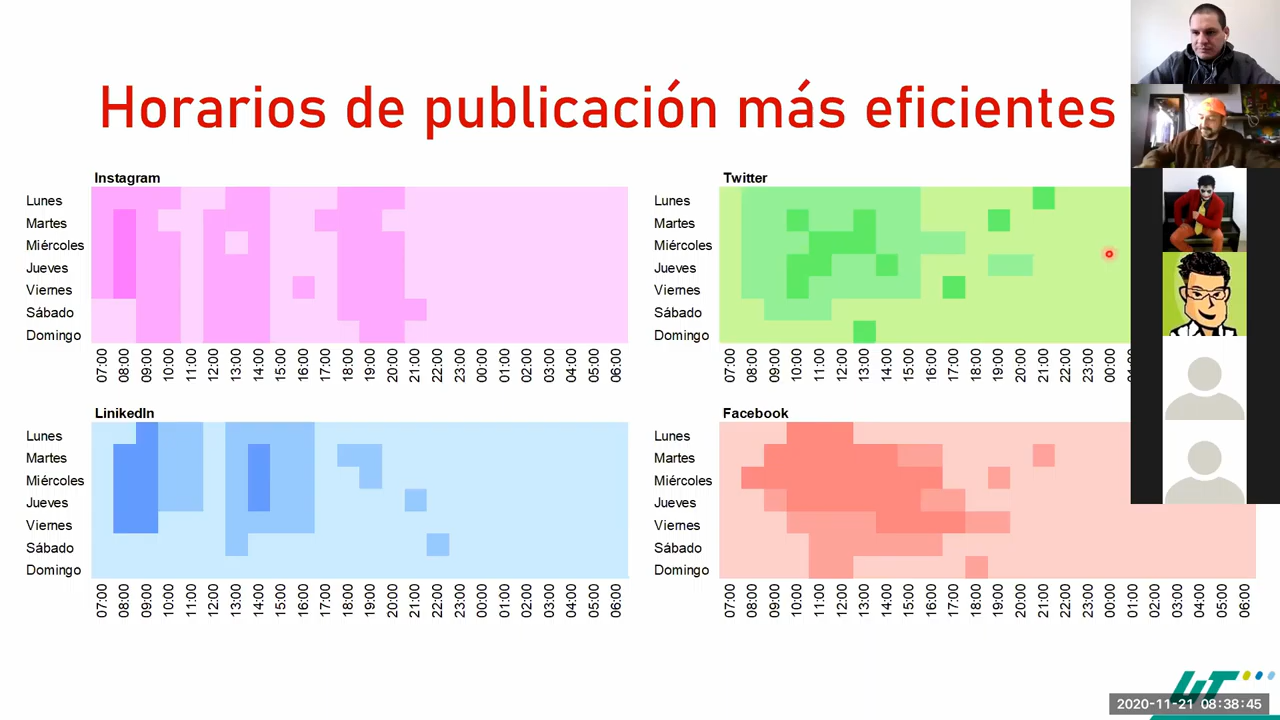 Horarios de publicación más eficientes
Instagram
Lunes
Martes
Miércoles
Jueves
Viernes
Sábado
Domingo
07:00 08:00 09:00 10:00 11:00 12:00 13:00 14:00 15:00 16:00 17:00 18:00 19:00 20:00 21:00 22:00 23:00 00:00 01:00 02:00 03:00 04:00 05:00 06:00
Twitter
Lunes
Martes
Miércoles
Jueves
Viernes
Sábado
Domingo
07:00 08:00 09:00 10:00 11:00 12:00 13:00 14:00 15:00 16:00 17:00 18:00 19:00 20:00 21:00 22:00 23:00 00:00
LinikedIn
Lunes
Martes
Miércoles
Jueves
Viernes
Sábado
Domingo
07:00 08:00 09:00 10:00 11:00 12:00 13:00 14:00 15:00 16:00 17:00 18:00 19:00 20:00 21:00 22:00 23:00 00:00 01:00 02:00 03:00 04:00 05:00 06:00
Facebook
Lunes
Martes
Miércoles
Jueves
Viernes
Sábado
Domingo
07:00 08:00 09:00 10:00 11:00 12:00 13:00 14:00 15:00 16:00 17:00 18:00 19:00 20:00 21:00 22:00 23:00 00:00 01:00 02:00 03:00 04:00 05:00 06:00
2020-11-21 08:38:45